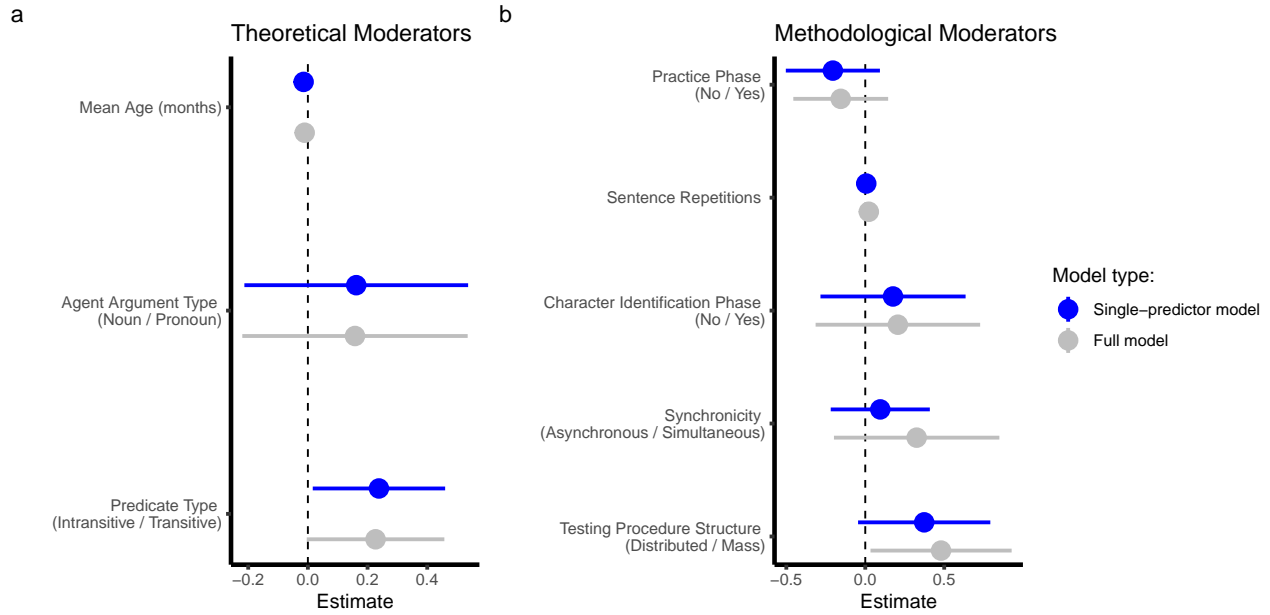 a
Theoretical Moderators
Mean Age (months)
Agent Argument Type
(Noun / Pronoun)
Predicate Type
(Intransitive / Transitive)
−0.2 0.0 0.2 0.4
Estimate
b
Methodological Moderators
Practice Phase
(No / Yes)
Sentence Repetitions
Character Identification Phase
(No / Yes)
Synchronicity
(Asynchronous / Simultaneous)
Testing Procedure Structure
(Distributed / Mass)
−0.5 0.0 0.5
Estimate
Model type:
Single−predictor model
Full model